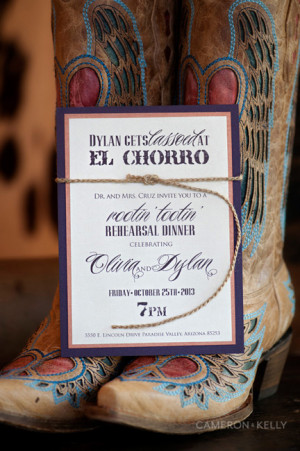 DYLAN GETS lassoed AT
EL CHORRO
DR. AND MRS. CRUZ INVITE YOU TO A
rootin' tootin'
REHEARSAL DINNER
CELEBRATING
Olivia AND Dylan
FRIDAY•OCTOBER 25TH•2013
7PM
5550 E. LINCOLN DRIVE PARADISE VALLEY, ARIZONA 85253
CAMERON+KELLY